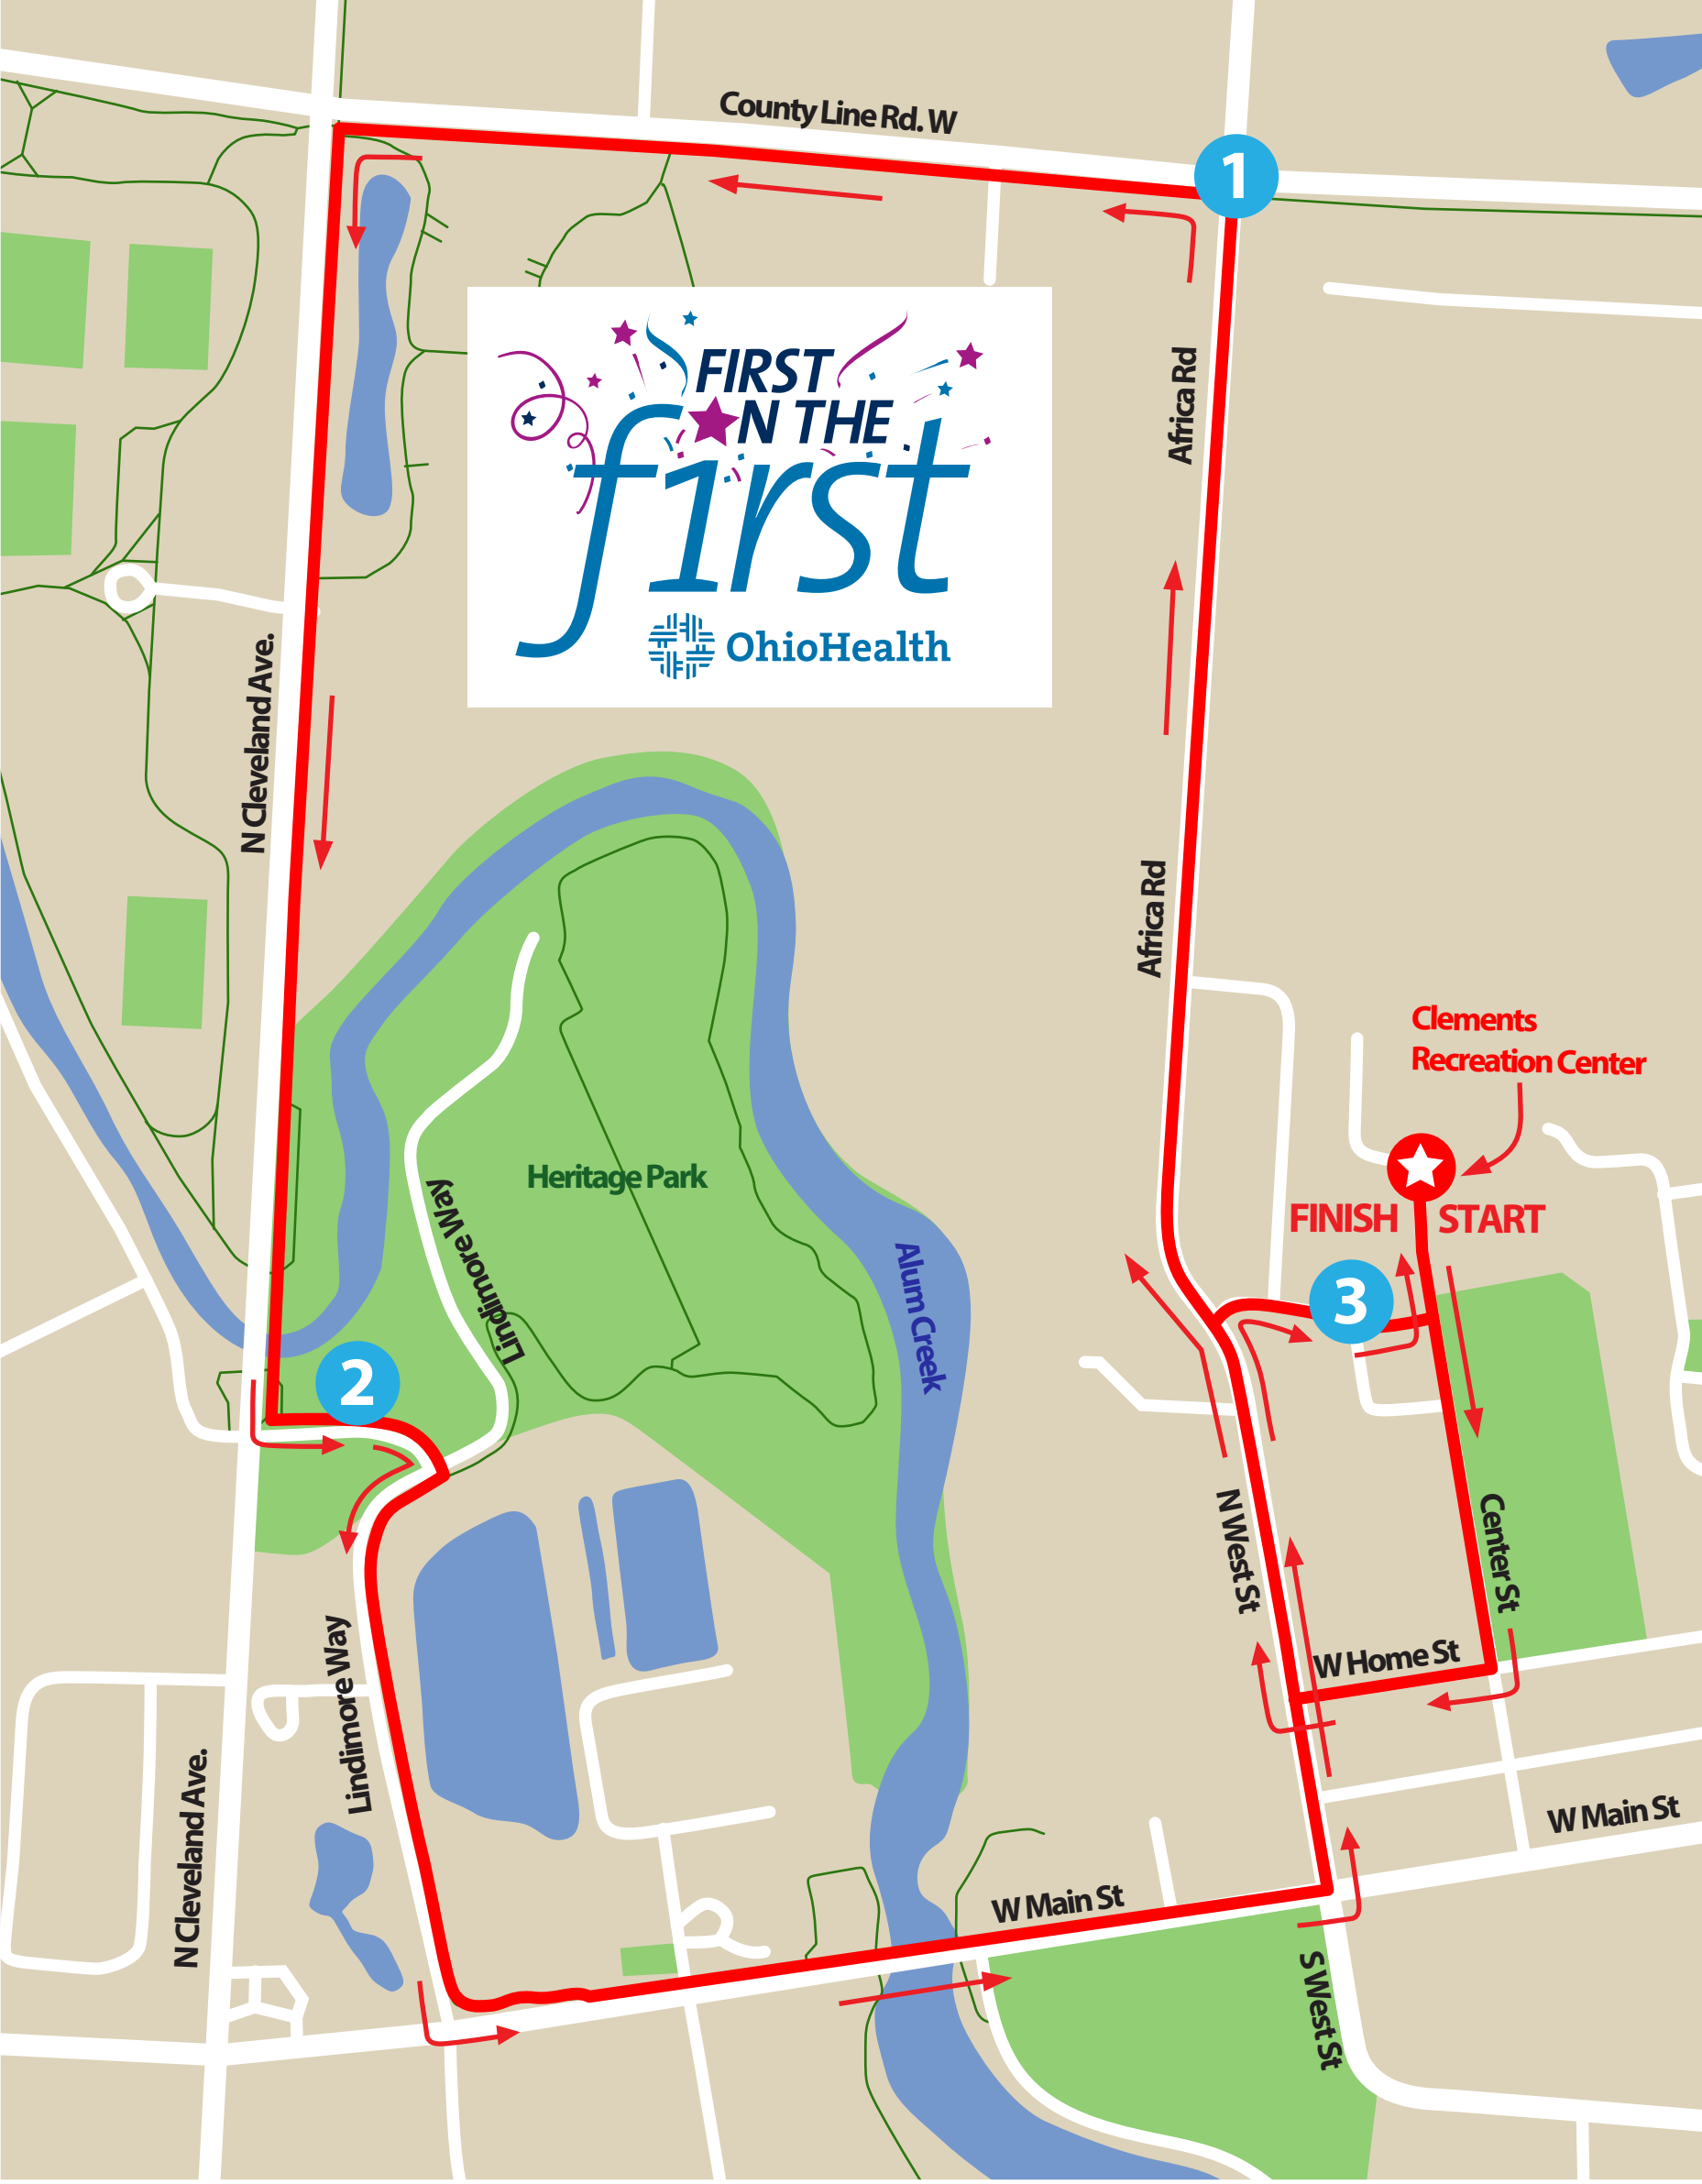 County Line Rd. W
1
FIRST
IN THE
f1rst
OhioHealth
Africa Rd
N Cleveland Ave.
Africa Rd
Clements
Recreation Center
Heritage Park
Lindimore Way
FINISH START
Alum Creek
3
2
N West St
Center St
Lindimore Way
W Home St
N Cleveland Ave.
W Main St
W Main St
S West St